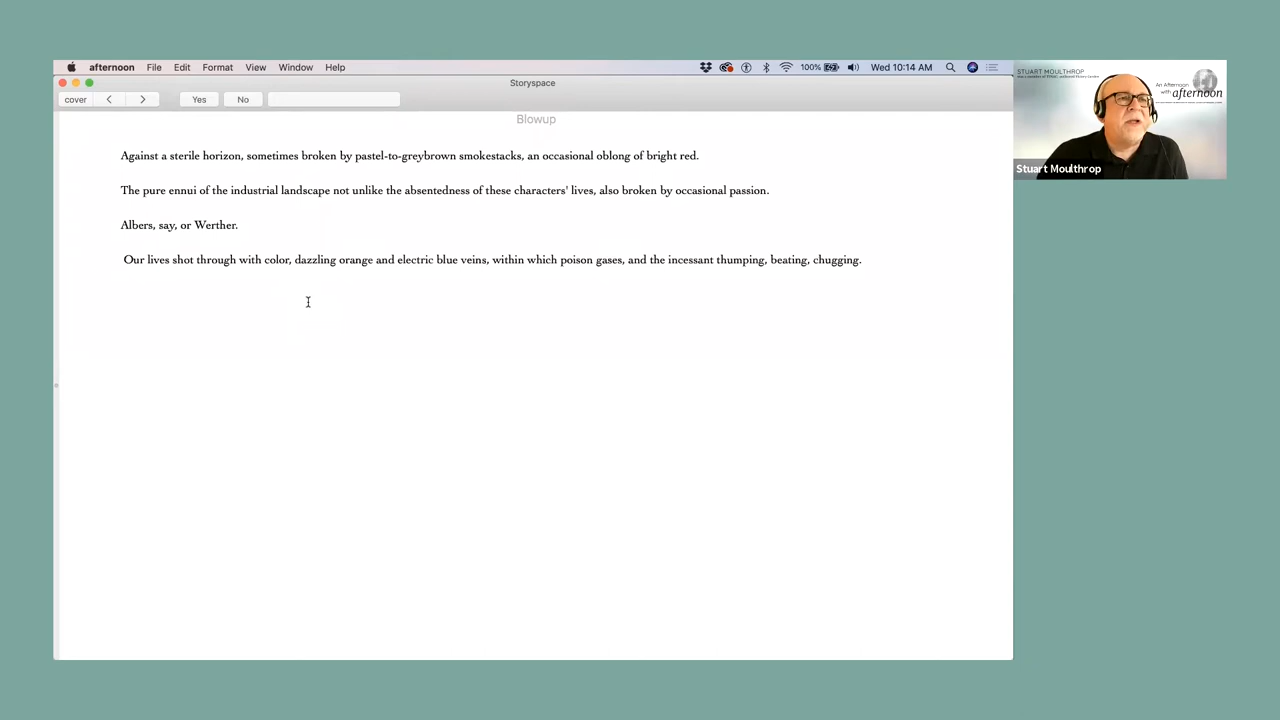 afternoon File Edit Format View Window Help 100% Wed 10:14 AM
Storyspace
cover Yes No
Blowup
Against a sterile horizon, sometimes broken by pastel-to-greybrown smokestacks, an occasional oblong of bright red.
The pure ennui of the industrial landscape not unlike the absentedness of these characters' lives, also broken by occasional passion.
Albers, say, or Werther.
Our lives shot through with color, dazzling orange and electric blue veins, within which poison gases, and the incessant thumping, beating, chugging.
STUART MOULTHROP
An Afternoon
with afternoon
Stuart Moulthrop